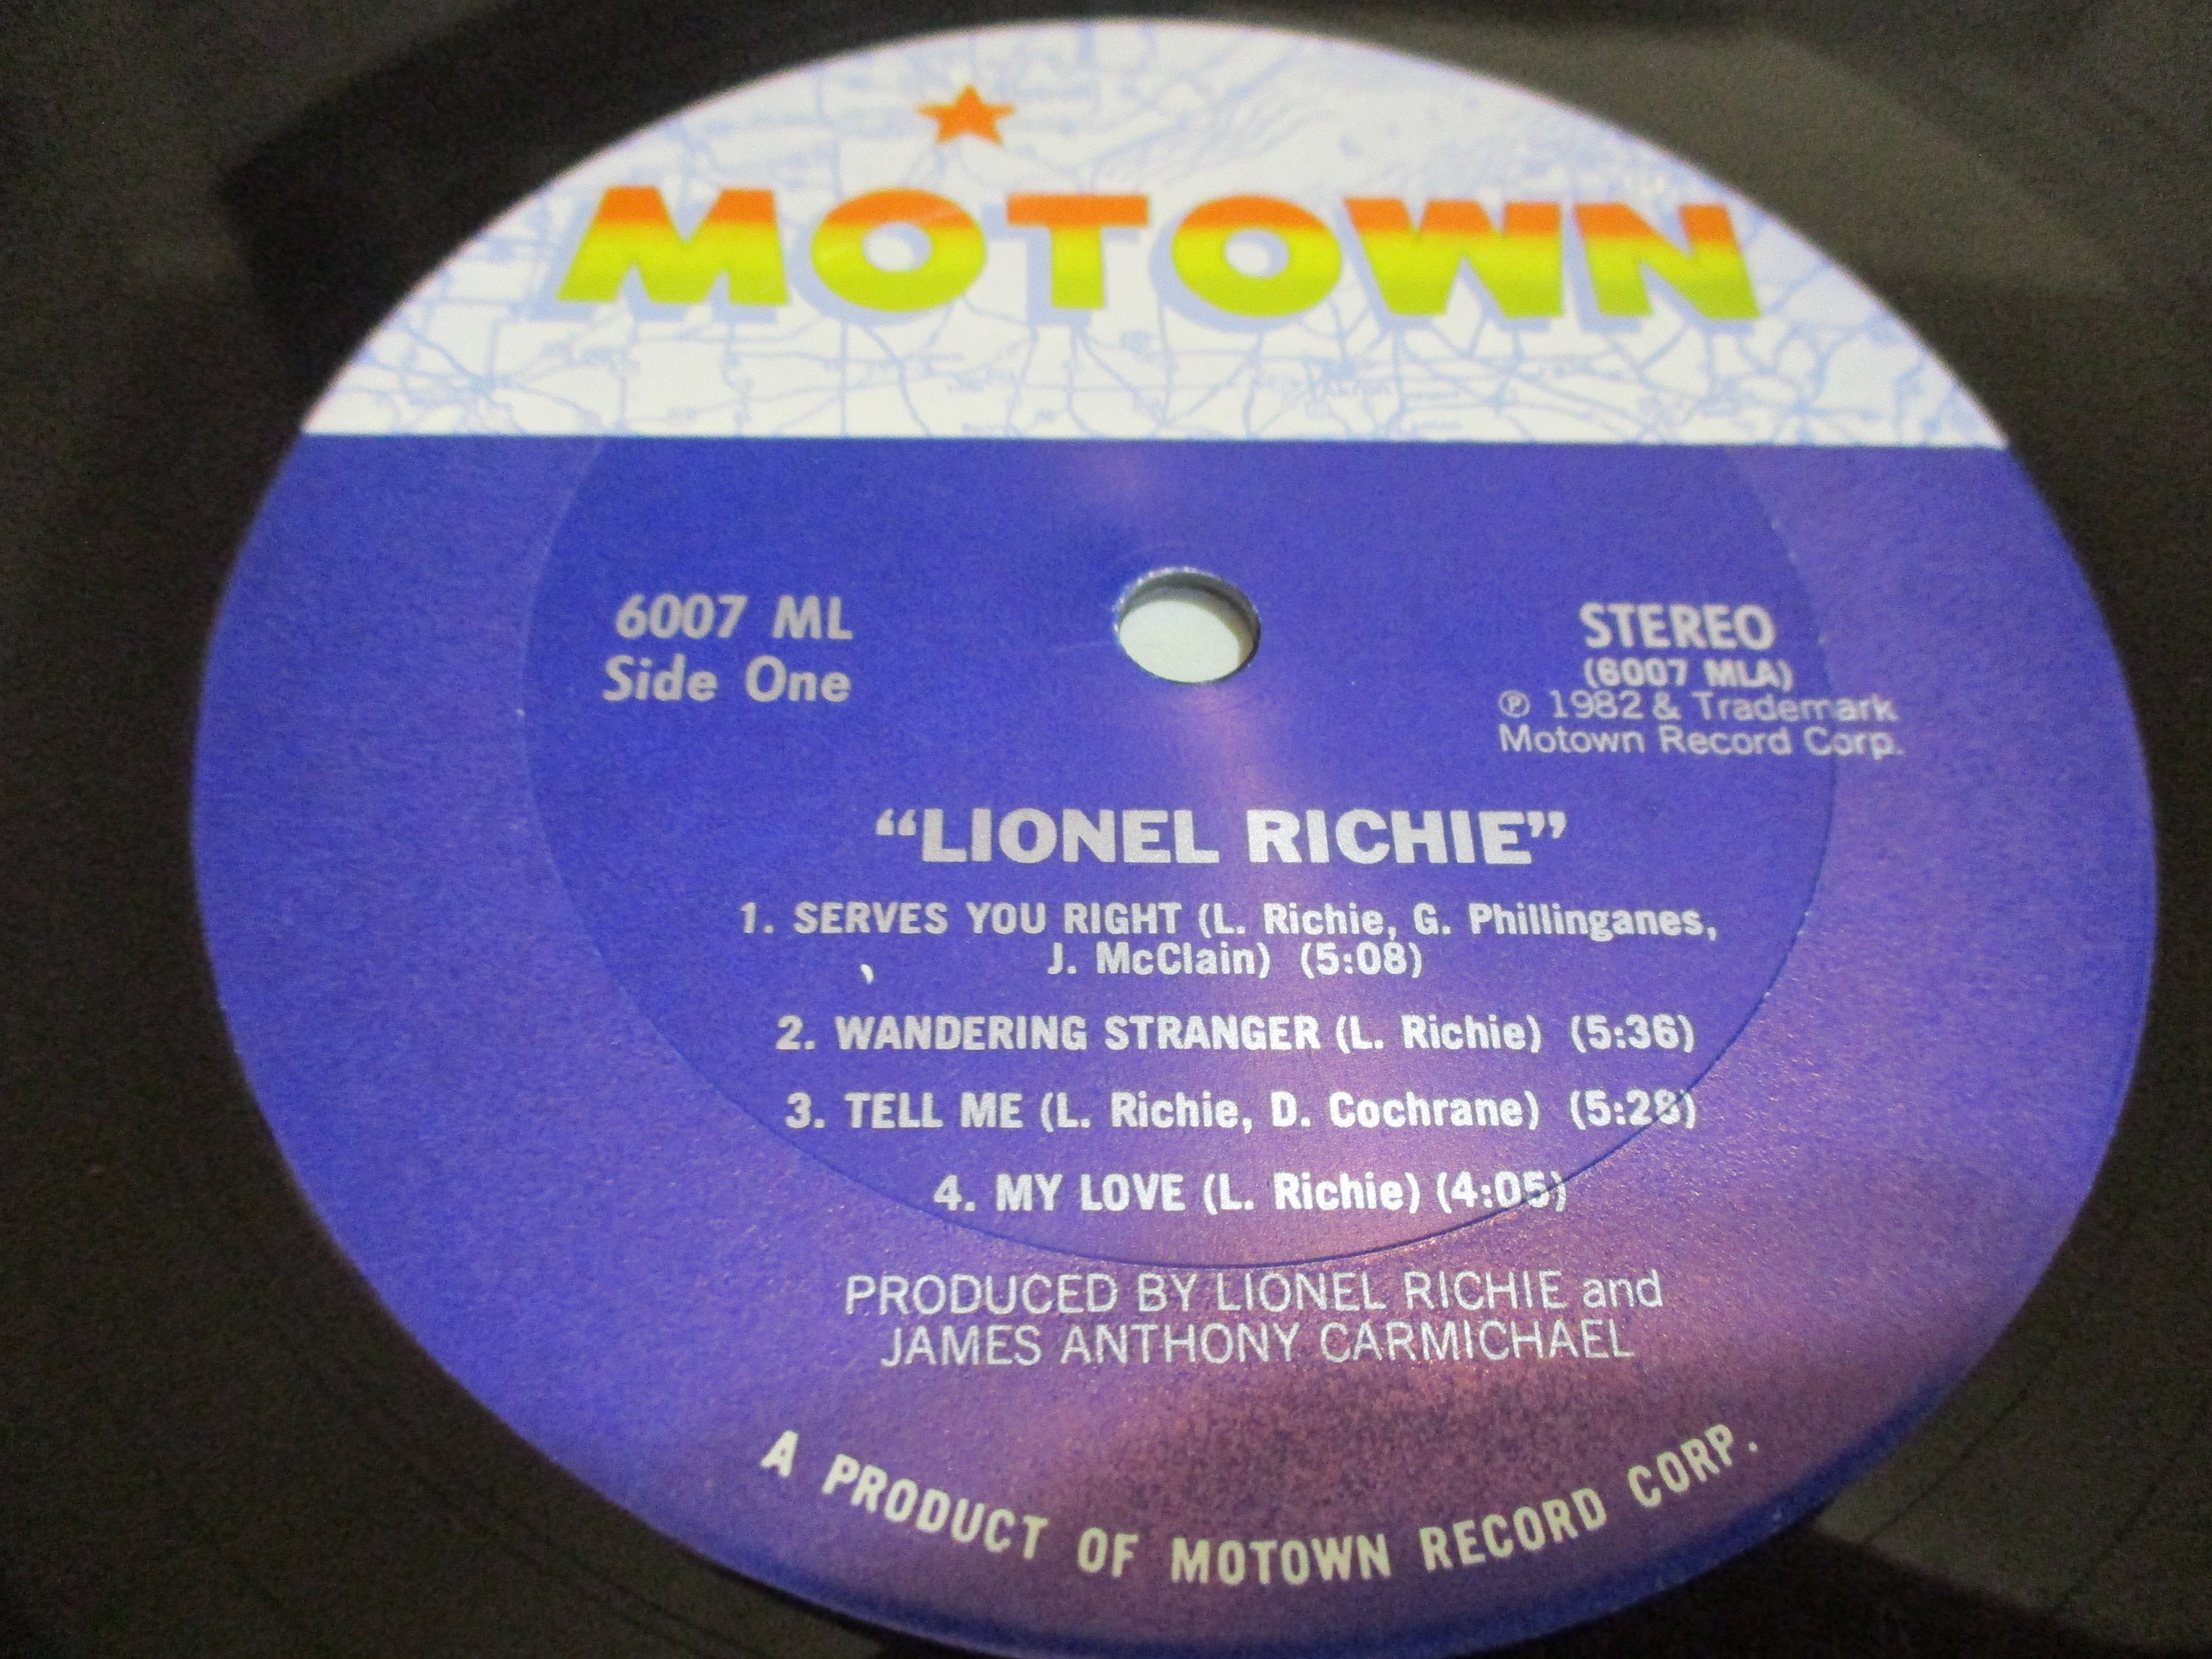 MOTOWN
6007 ML
Side One
STEREO
(6007 MLA)
Ⓟ 1982 & Trademark
Motown Record Corp.
“LIONEL RICHIE”
1. SERVES YOU RIGHT (L. Richie, G. Phillinganes,
J. McClain) (5:08)
2. WANDERING STRANGER (L. Richie) (5:36)
3. TELL ME (L. Richie, D. Cochrane) (5:28)
4. MY LOVE (L. Richie) (4:05)
PRODUCED BY LIONEL RICHIE and
JAMES ANTHONY CARMICHAEL
A PRODUCT OF MOTOWN RECORD CORP.